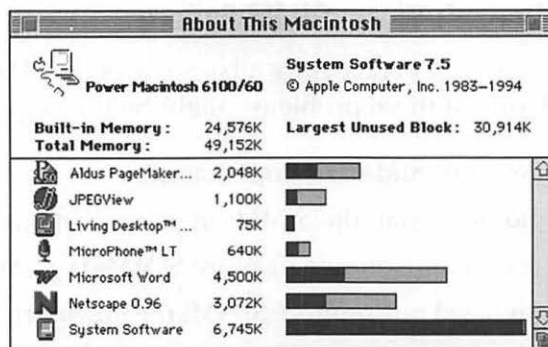 About This Macintosh
System Software 7.5
Power Macintosh 6100/60
© Apple Computer, Inc. 1983-1994
Built-in Memory : 24,576K Largest Unused Block : 30,914K
Total Memory : 49,152K
Aldus PageMaker... 2,048K
JPEGView 1,100K
Living Desktop™... 75K
MicroPhone™ LT 640K
Microsoft Word 4,500K
Netscape 0.96 3,072K
System Software 6,745K